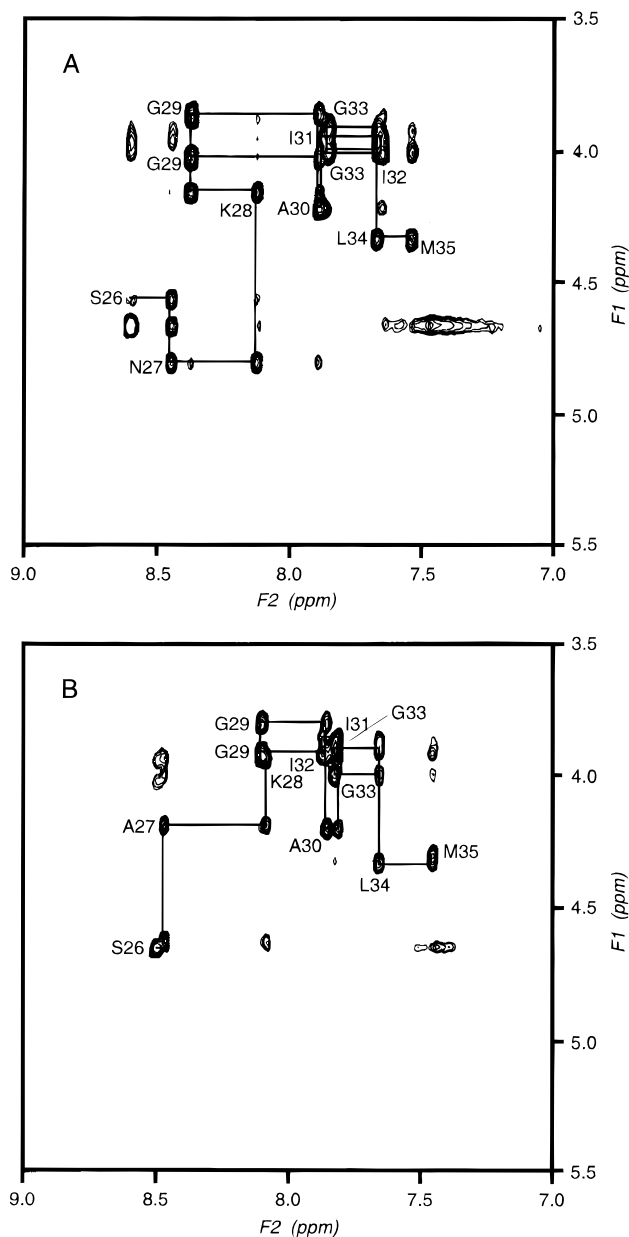 A
3.5
G29
G33
I31
G29
4.0
G33
I32
K28
A30
L34
M35
S26
4.5
N27
5.0
5.5
F1 (ppm)
9.0 8.5 8.0 7.5 7.0
F2 (ppm)
B
3.5
G29
I31
G33
G29
I32
4.0
K28
G33
A27
A30
M35
L34
4.5
S26
5.0
5.5
F1 (ppm)
9.0 8.5 8.0 7.5 7.0
F2 (ppm)